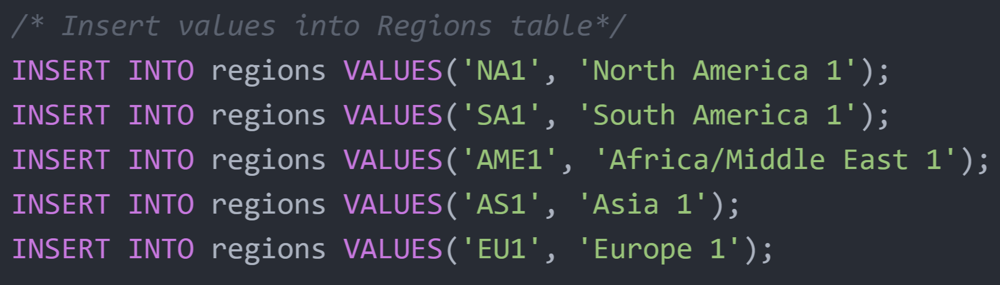 /* Insert values into Regions table*/
INSERT INTO regions VALUES('NA1', 'North America 1');
INSERT INTO regions VALUES('SA1', 'South America 1');
INSERT INTO regions VALUES('AME1', 'Africa/Middle East 1');
INSERT INTO regions VALUES('AS1', 'Asia 1');
INSERT INTO regions VALUES('EU1', 'Europe 1');